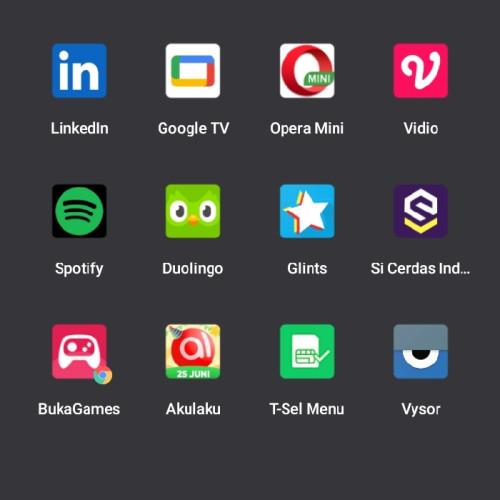 in
MINI
LinkedIn
Google TV
Opera Mini
Vidio
Spotify
Duolingo
Glints
Si Cerdas Ind...
25 JUNI
BukaGames
Akulaku
T-Sel Menu
Vysor